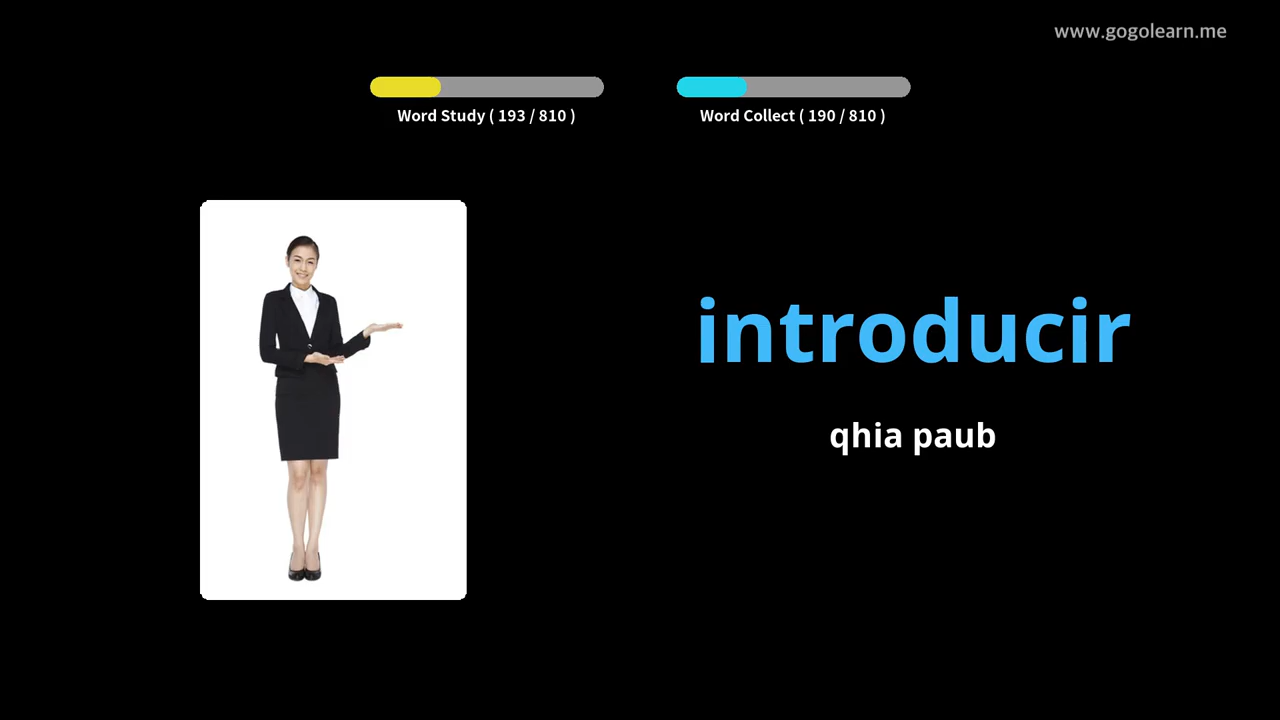 www.gogolearn.me
Word Study ( 193 / 810 )
Word Collect ( 190 / 810 )
introducir
qhia paub